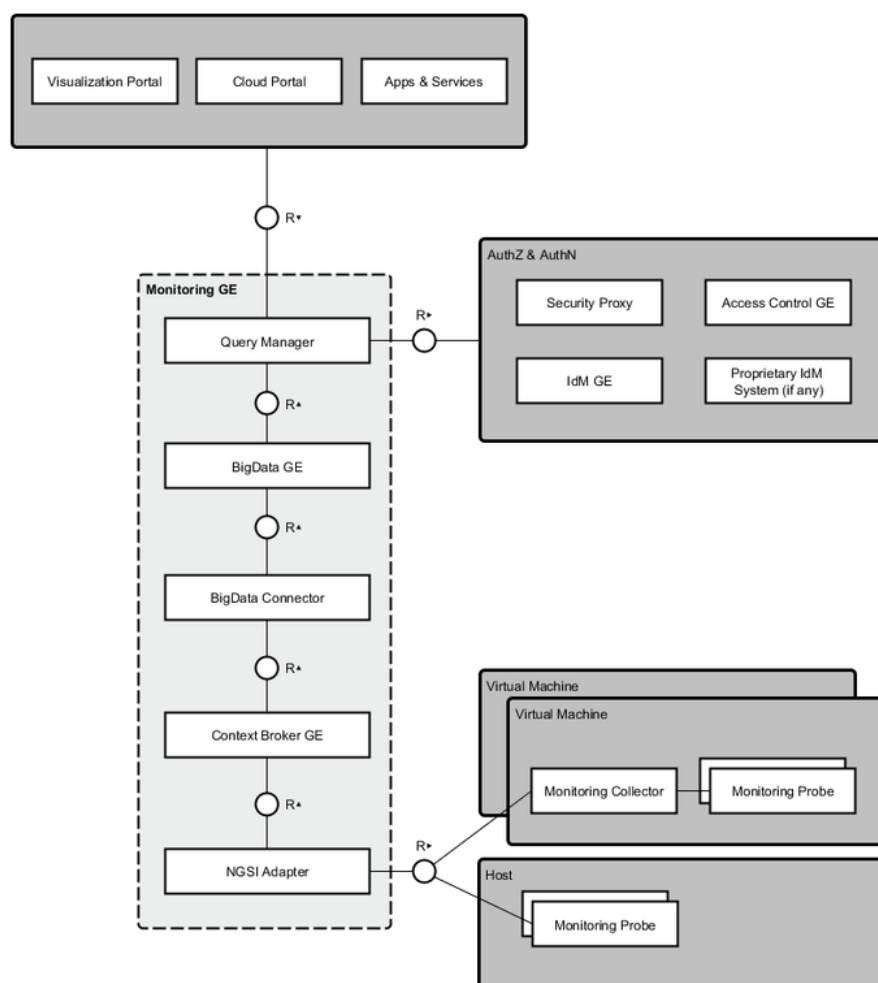 Visualization Portal
Cloud Portal
Apps & Services
R▾
AuthZ & AuthN
Security Proxy
Access Control GE
IdM GE
Proprietary IdM
System (if any)
Monitoring GE
Query Manager
R▸
R▴
BigData GE
R▴
BigData Connector
R▴
Context Broker GE
R▴
NGSI Adapter
R▸
Virtual Machine
Virtual Machine
Monitoring Collector
Monitoring Probe
Host
Monitoring Probe